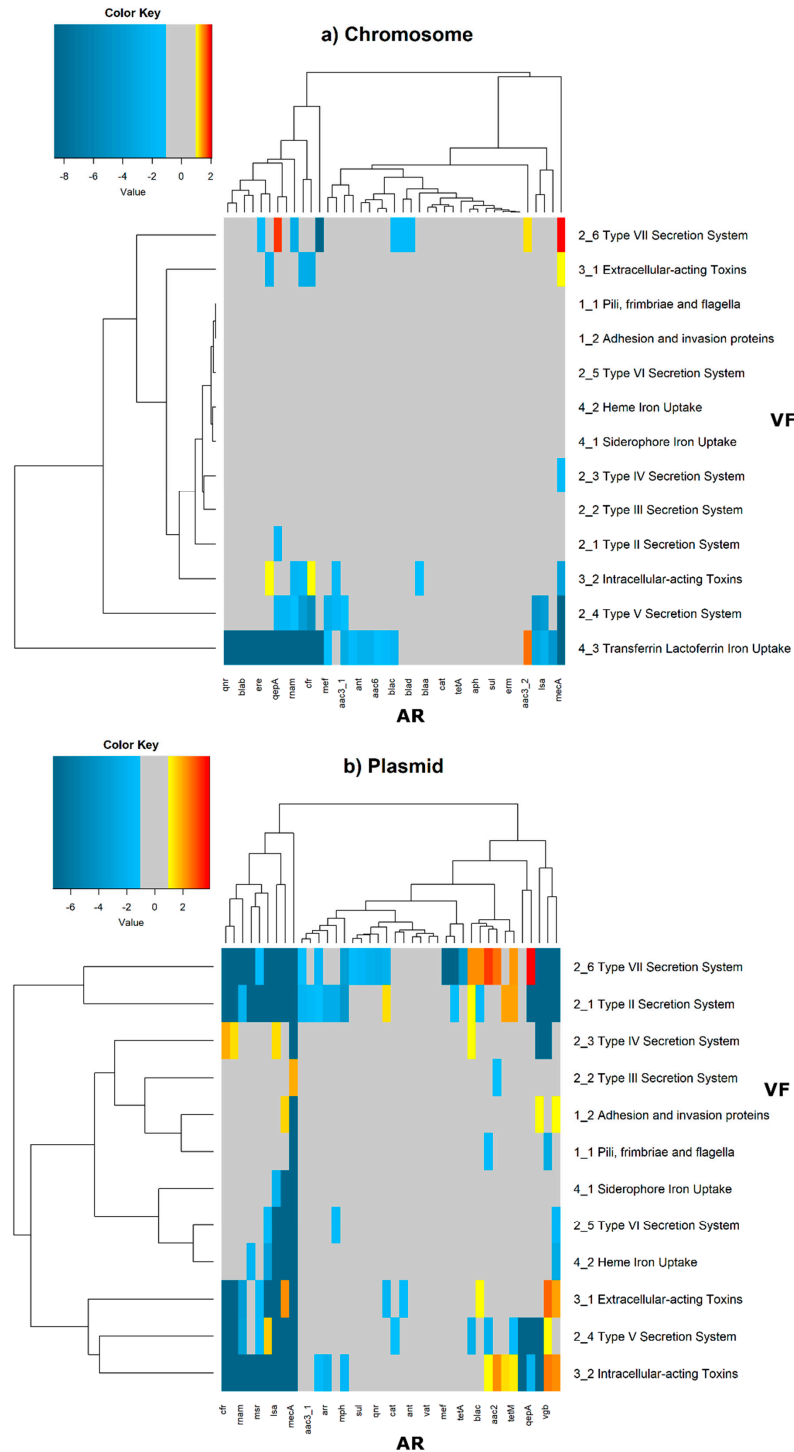 Color Key
a) Chromosome
-8 -6 -4 -2 0 2
Value
2_6 Type VII Secretion System
3_1 Extracellular-acting Toxins
1_1 Pili, frimbriae and flagella
1_2 Adhesion and invasion proteins
2_5 Type VI Secretion System
4_2 Heme Iron Uptake
VF
4_1 Siderophore Iron Uptake
2_3 Type IV Secretion System
2_2 Type III Secretion System
2_1 Type II Secretion System
3_2 Intracellular-acting Toxins
2_4 Type V Secretion System
4_3 Transferrin Lactoferrin Iron Uptake
qnr blab ere qepA rnam cfr mef aac3_1 ant aac6 blac blad blaa cat tetA aph sul erm aac3_2 lsa mecA
AR
Color Key
b) Plasmid
-6 -4 -2 0 2
Value
2_6 Type VII Secretion System
2_1 Type II Secretion System
2_3 Type IV Secretion System
2_2 Type III Secretion System
VF
1_2 Adhesion and invasion proteins
1_1 Pili, frimbriae and flagella
4_1 Siderophore Iron Uptake
2_5 Type VI Secretion System
4_2 Heme Iron Uptake
3_1 Extracellular-acting Toxins
2_4 Type V Secretion System
3_2 Intracellular-acting Toxins
cfr rnam msr lsa mecA aac3_1 arr mph sul qnr cat ant vat mef tetA blac aac2 tetM qepA vgb
AR